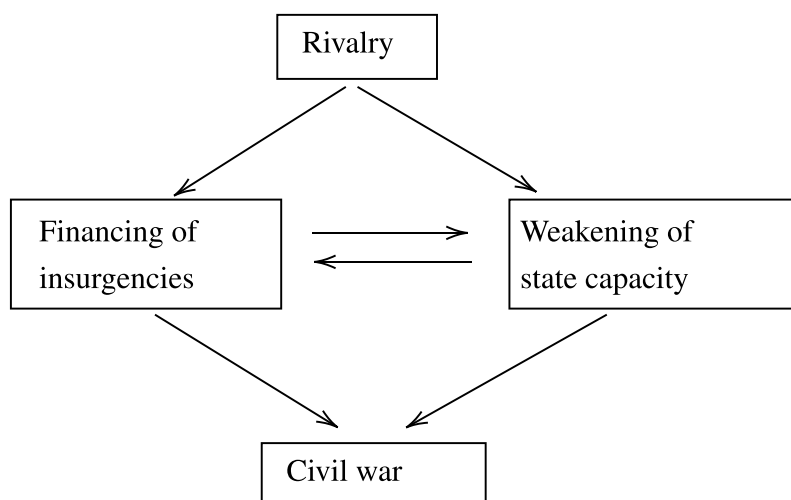 Rivalry
Financing of
insurgencies
Weakening of
state capacity
Civil war